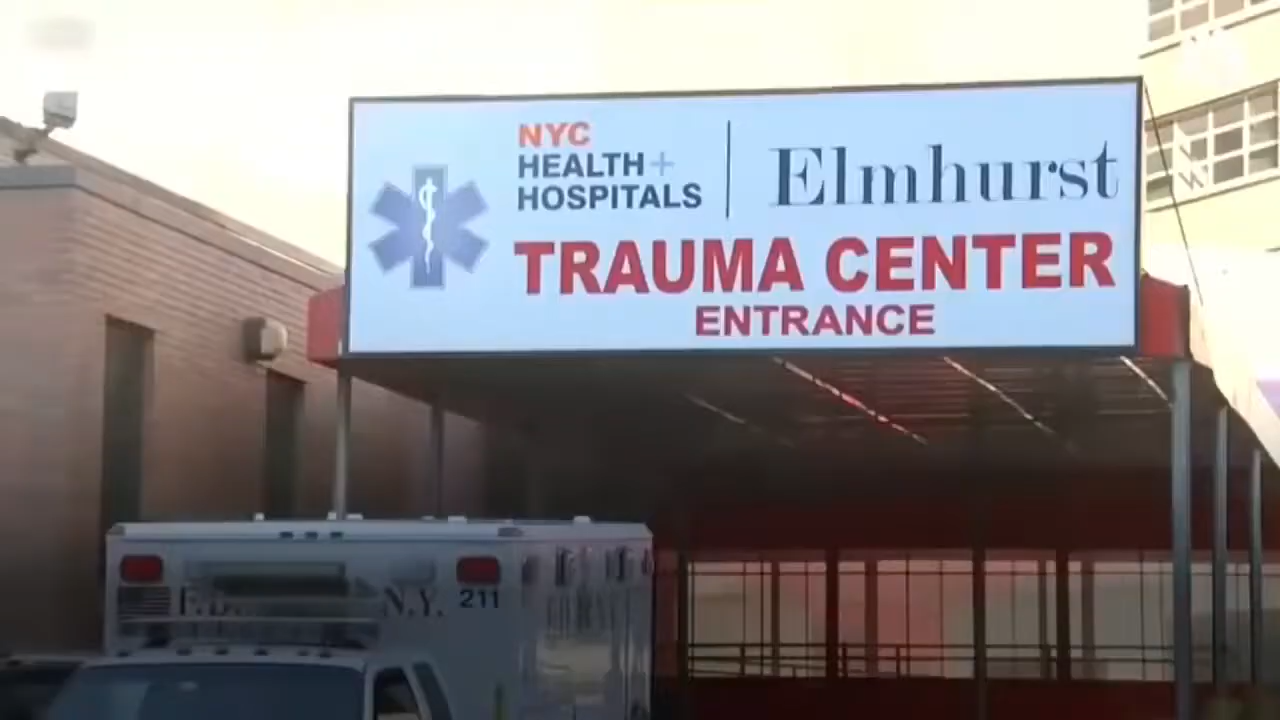 NYC
HEALTH+
HOSPITALS
Elmhurst
TRAUMA CENTER
ENTRANCE
F.D. N.Y. 211